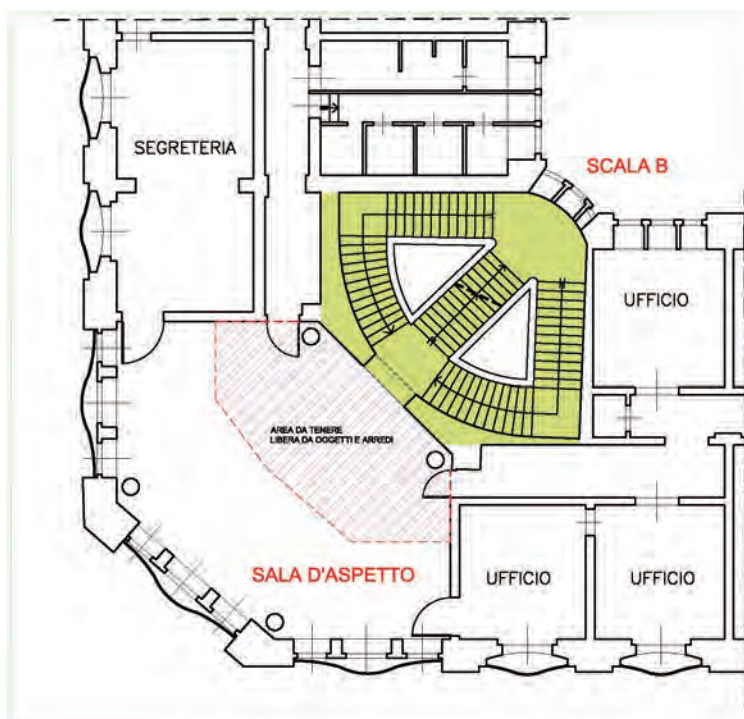 SEGRETERIA
SCALA B
UFFICIO
AREA DA TENERE
LIBERA DA OGGETTI E ARREDI
SALA D'ASPETTO
UFFICIO
UFFICIO